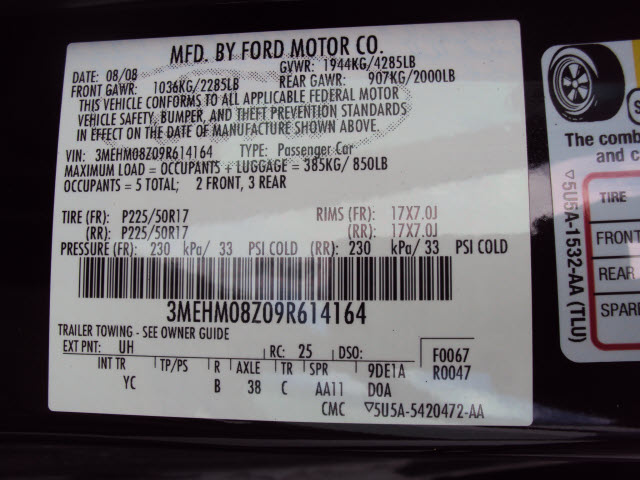 MFD. BY FORD MOTOR CO.
DATE: 08/08 GVWR: 1944KG/4285LB
FRONT GAWR: 1036KG/2285LB REAR GAWR: 907KG/2000LB
THIS VEHICLE CONFORMS TO ALL APPLICABLE FEDERAL MOTOR
VEHICLE SAFETY, BUMPER, AND THEFT PREVENTION STANDARDS
IN EFFECT ON THE DATE OF MANUFACTURE SHOWN ABOVE.
VIN: 3MEHM08Z09R614164 TYPE: Passenger Car
MAXIMUM LOAD = OCCUPANTS + LUGGAGE = 385KG/ 850LB
OCCUPANTS = 5 TOTAL; 2 FRONT, 3 REAR
TIRE (FR): P225/50R17 RIMS (FR): 17X7.0J
(RR): P225/50R17 (RR): 17X7.0J
PRESSURE (FR): 230 kPa/ 33 PSI COLD (RR): 230 kPa/ 33 PSI COLD
3MEHM08Z09R614164
TRAILER TOWING - SEE OWNER GUIDE
EXT PNT: UH RC: 25 DSO: F0067
INT TR TP/PS R AXLE TR SPR 9DE1A R0047
YC B 38 C AA11 D0A
CMC ▽5U5A-5420472-AA
The comb
and c
TIRE
FRONT
REAR
SPARE
▽5U5A-1532-AA (TLU)